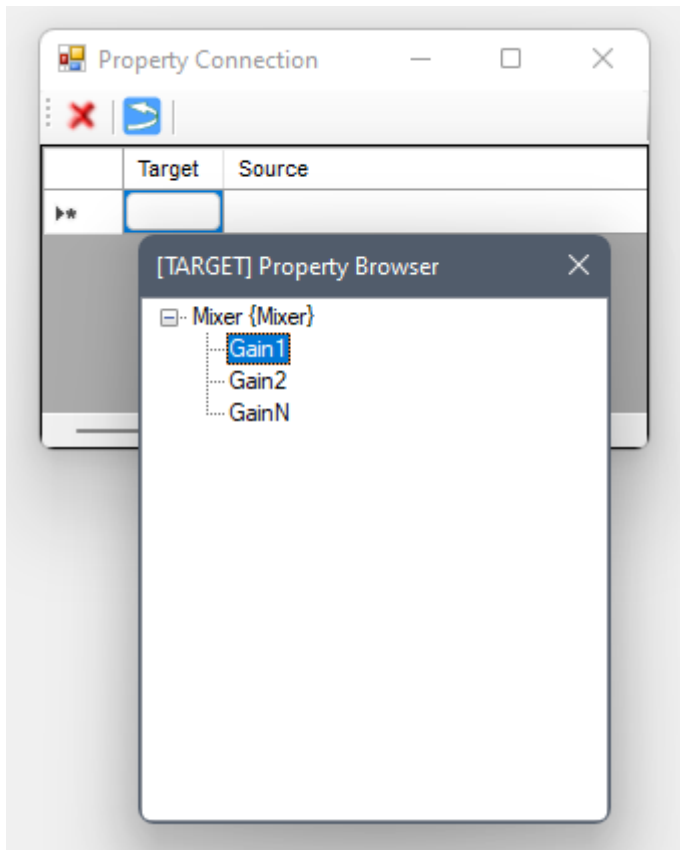 Property Connection
Target Source
[TARGET] Property Browser
Mixer {Mixer}
Gain1
Gain2
GainN